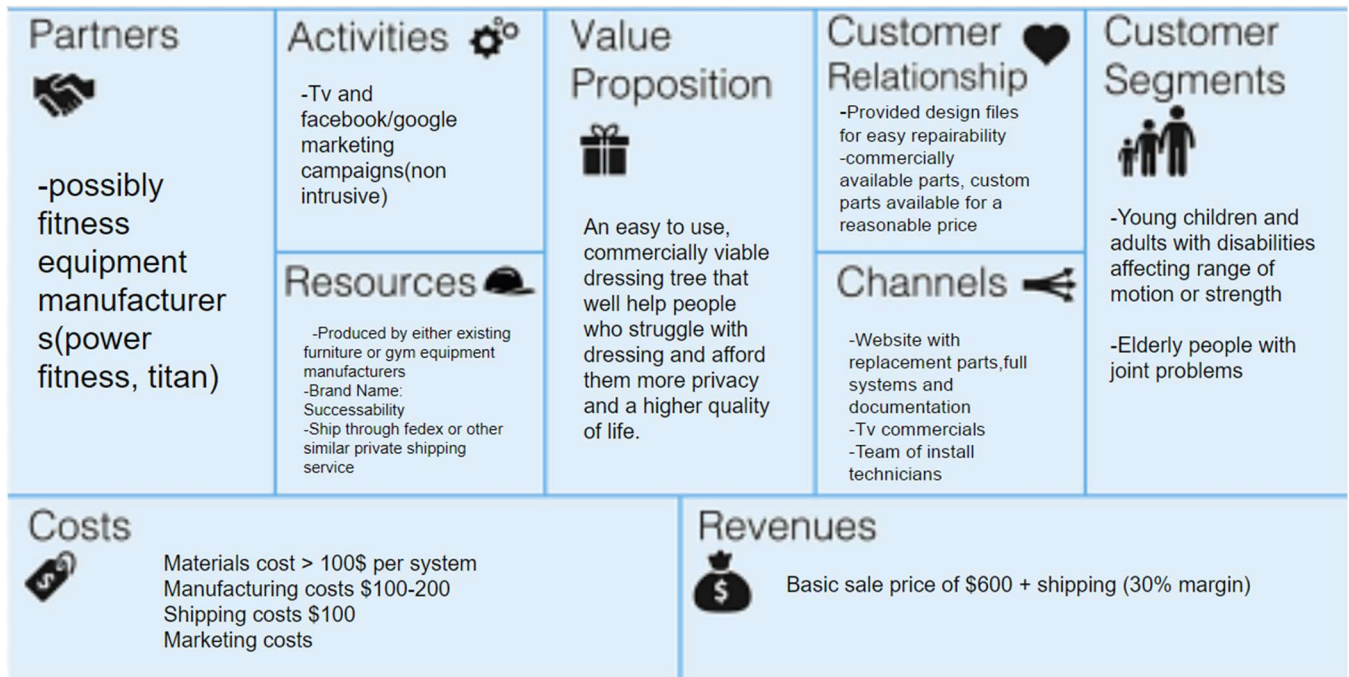 Partners
-possibly
fitness
equipment
manufacturer
s(power
fitness, titan)
Activities
-Tv and
facebook/google
marketing
campaigns(non
intrusive)
Resources
-Produced by either existing
furniture or gym equipment
manufacturers
-Brand Name:
Successability
-Ship through fedex or other
similar private shipping
service
Value
Proposition
An easy to use,
commercially viable
dressing tree that
well help people
who struggle with
dressing and afford
them more privacy
and a higher quality
of life.
Customer
Relationship
-Provided design files
for easy repairability
-commercially
available parts, custom
parts available for a
reasonable price
Channels
-Website with
replacement parts,full
systems and
documentation
-Tv commercials
-Team of install
technicians
Customer
Segments
-Young children and
adults with disabilities
affecting range of
motion or strength
-Elderly people with
joint problems
Costs
$
Materials cost > 100$ per system
Manufacturing costs $100-200
Shipping costs $100
Marketing costs
Revenues
$
Basic sale price of $600 + shipping (30% margin)